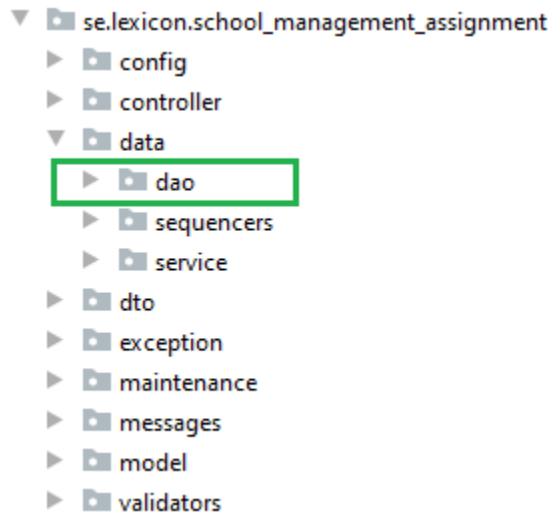 se.lexicon.school_management_assignment
config
controller
data
dao
sequencers
service
dto
exception
maintenance
messages
model
validators